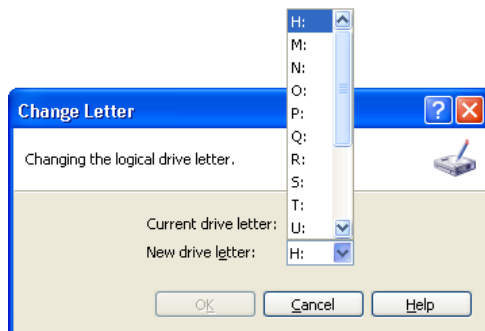 H:
M:
N:
O:
P:
Q:
R:
S:
T:
U:
Change Letter
Changing the logical drive letter.
Current drive letter:
New drive letter: H:
OK Cancel Help